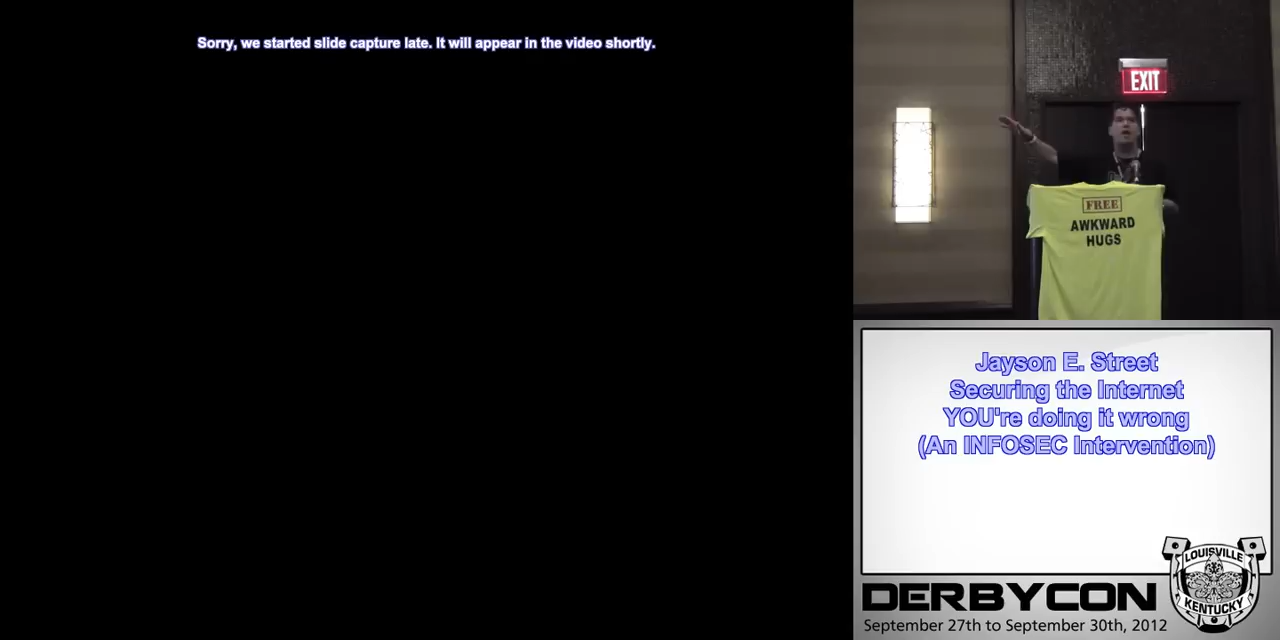 Sorry, we started slide capture late. It will appear in the video shortly.
EXIT
FREE
AWKWARD
HUGS
Jayson E. Street
Securing the Internet
YOU're doing it wrong
(An INFOSEC Intervention)
LOUISVILLE
KENTUCKY
DERBYCON
September 27th to September 30th, 2012